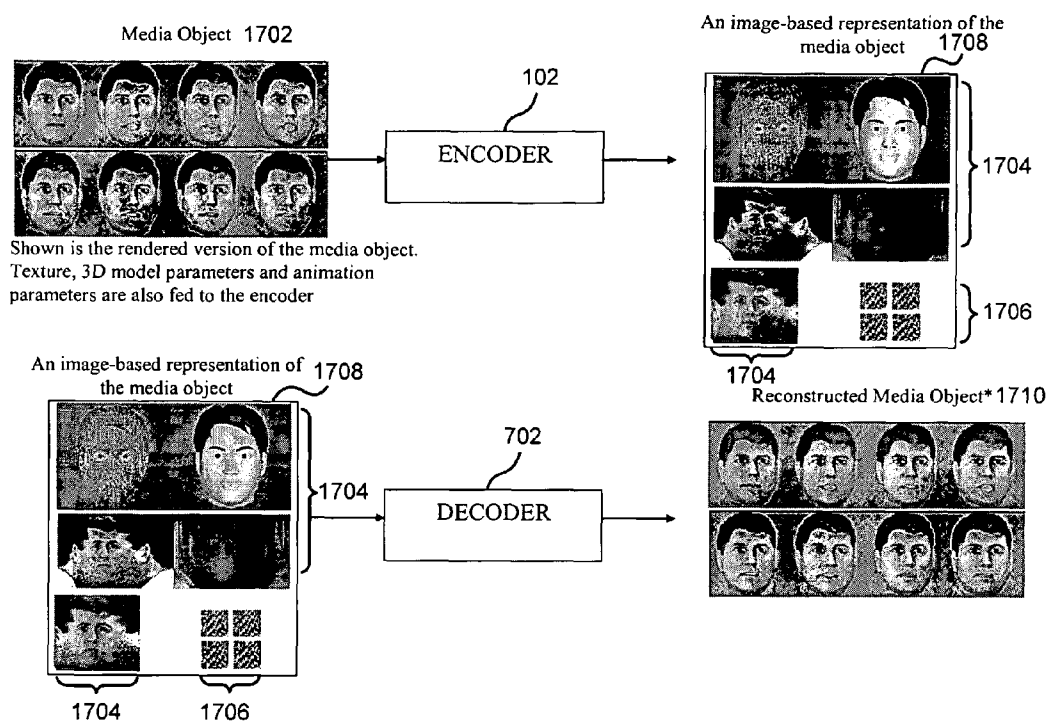 Media Object 1702
An image-based representation of the
media object 1708
102
ENCODER
1704
Shown is the rendered version of the media object.
Texture, 3D model parameters and animation
parameters are also fed to the encoder
1706
1704
An image-based representation of
the media object 1708
Reconstructed Media Object* 1710
702
1704
DECODER
1704
1706